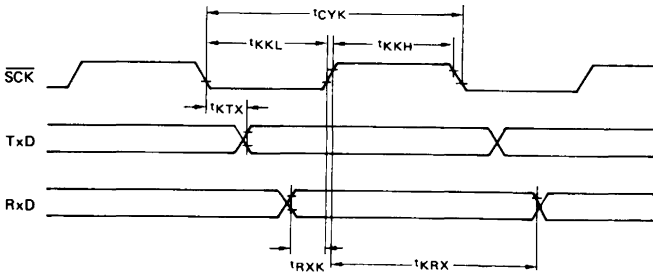 tCYK
tKKL
tKKH
SCK
tKTX
TxD
RxD
tRXK
tKRX